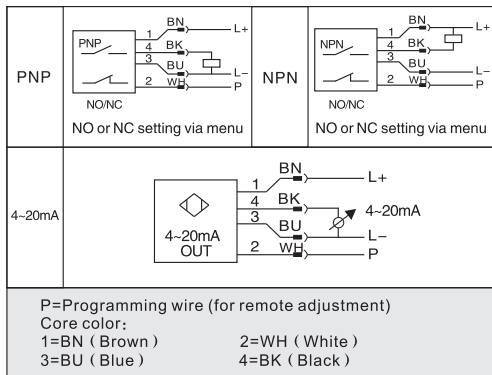 PNP
PNP
1 BN L+
4 BK
3 BU L–
2 WH P
NO/NC
NO or NC setting via menu
NPN
NPN
1 BN L+
4 BK
3 BU L–
2 WH P
NO/NC
NO or NC setting via menu
4~20mA
4~20mA
OUT
1 BN L+
4 BK 4~20mA
3 BU L–
2 WH P
P=Programming wire (for remote adjustment)
Core color:
1=BN ( Brown ) 2=WH ( White )
3=BU ( Blue ) 4=BK ( Black )